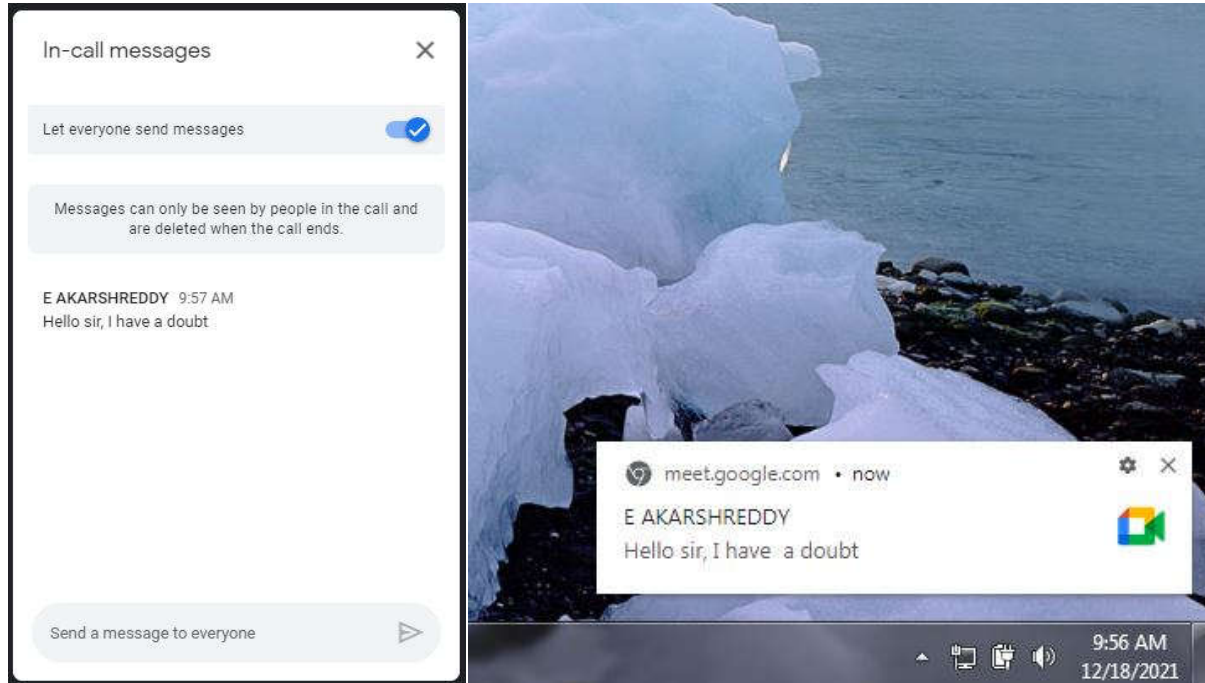 In-call messages
Let everyone send messages
Messages can only be seen by people in the call and
are deleted when the call ends.
E AKARSHREDDY 9:57 AM
Hello sir, I have a doubt
Send a message to everyone
meet.google.com • now
E AKARSHREDDY
Hello sir, I have a doubt
9:56 AM
12/18/2021